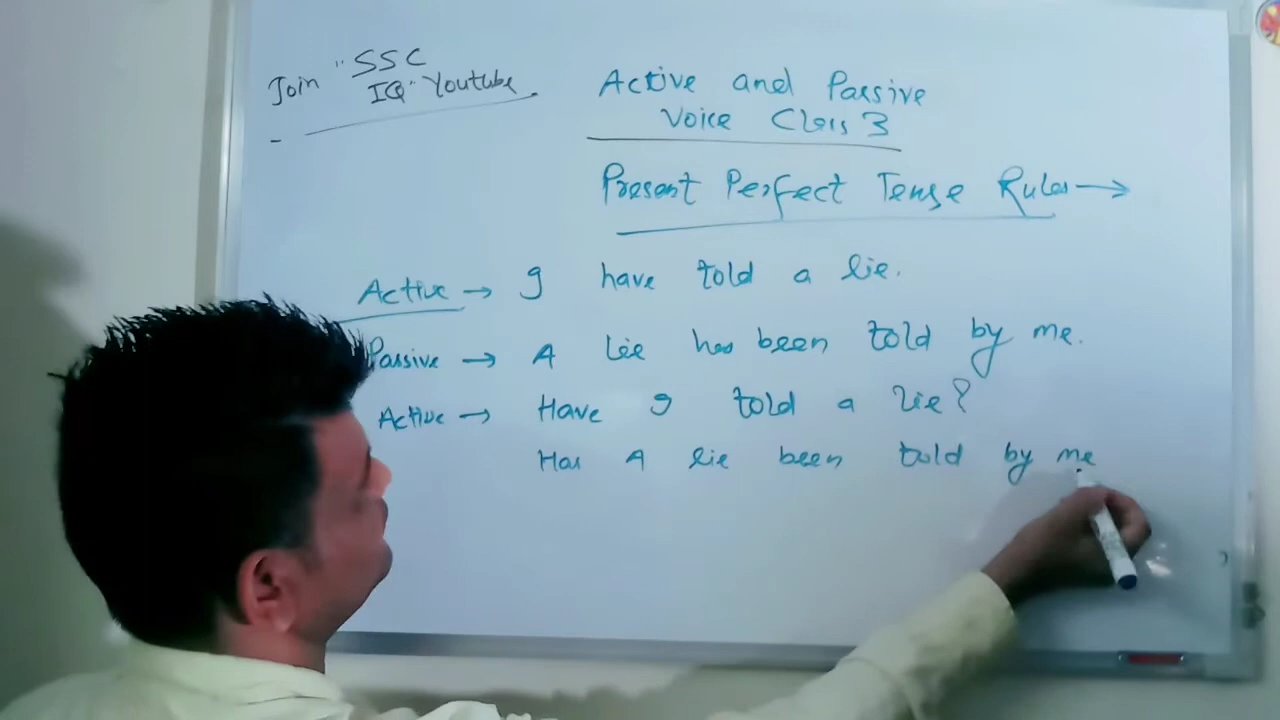 Join "SSC
IQ" Youtube
Active and Passive
Voice Class 3
Present Perfect Tense Rules →
Active → I have told a lie.
Passive → A lie has been told by me.
Active → Have I told a lie?
Has A lie been told by me